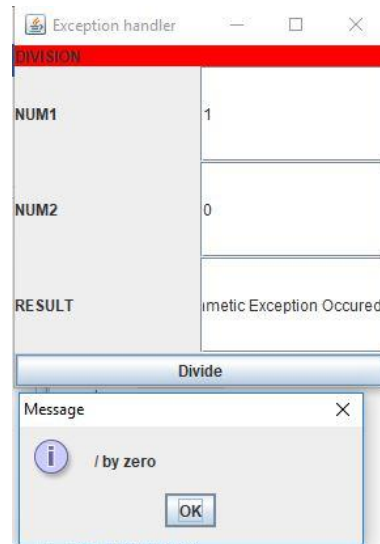 Exception handler
DIVISION
NUM1 1
NUM2 0
RESULT metic Exception Occured
Divide
Message
i
/ by zero
OK